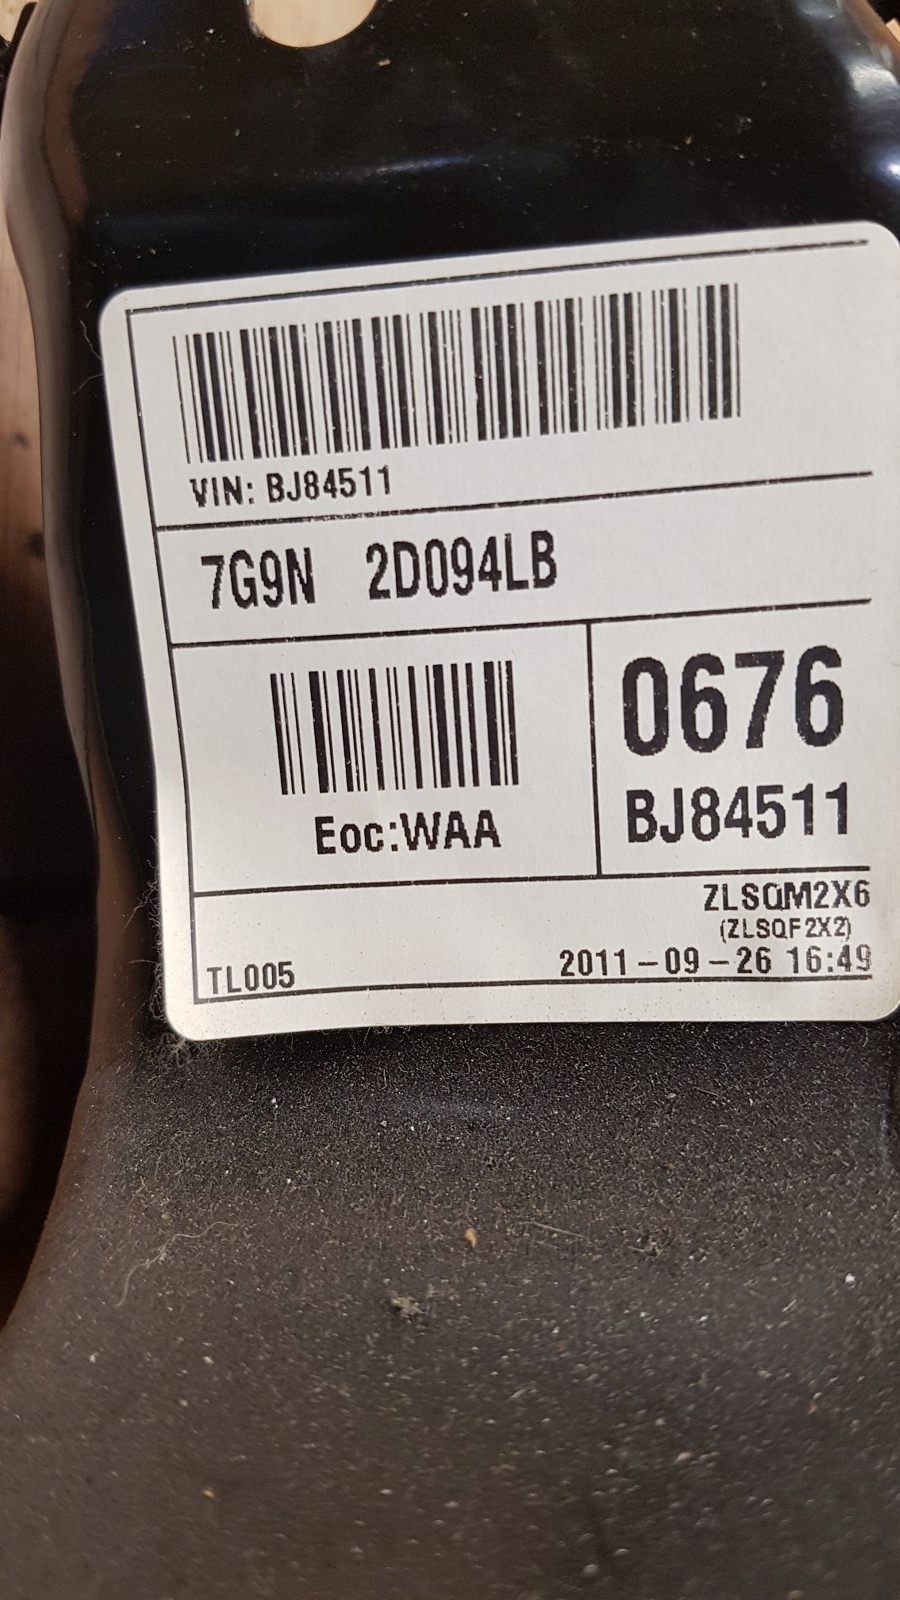 VIN: BJ84511
7G9N 2D094LB
0676
Eoc:WAA
BJ84511
ZLSQM2X6
(ZLSQF2X2)
TL005
2011-09-26 16:49